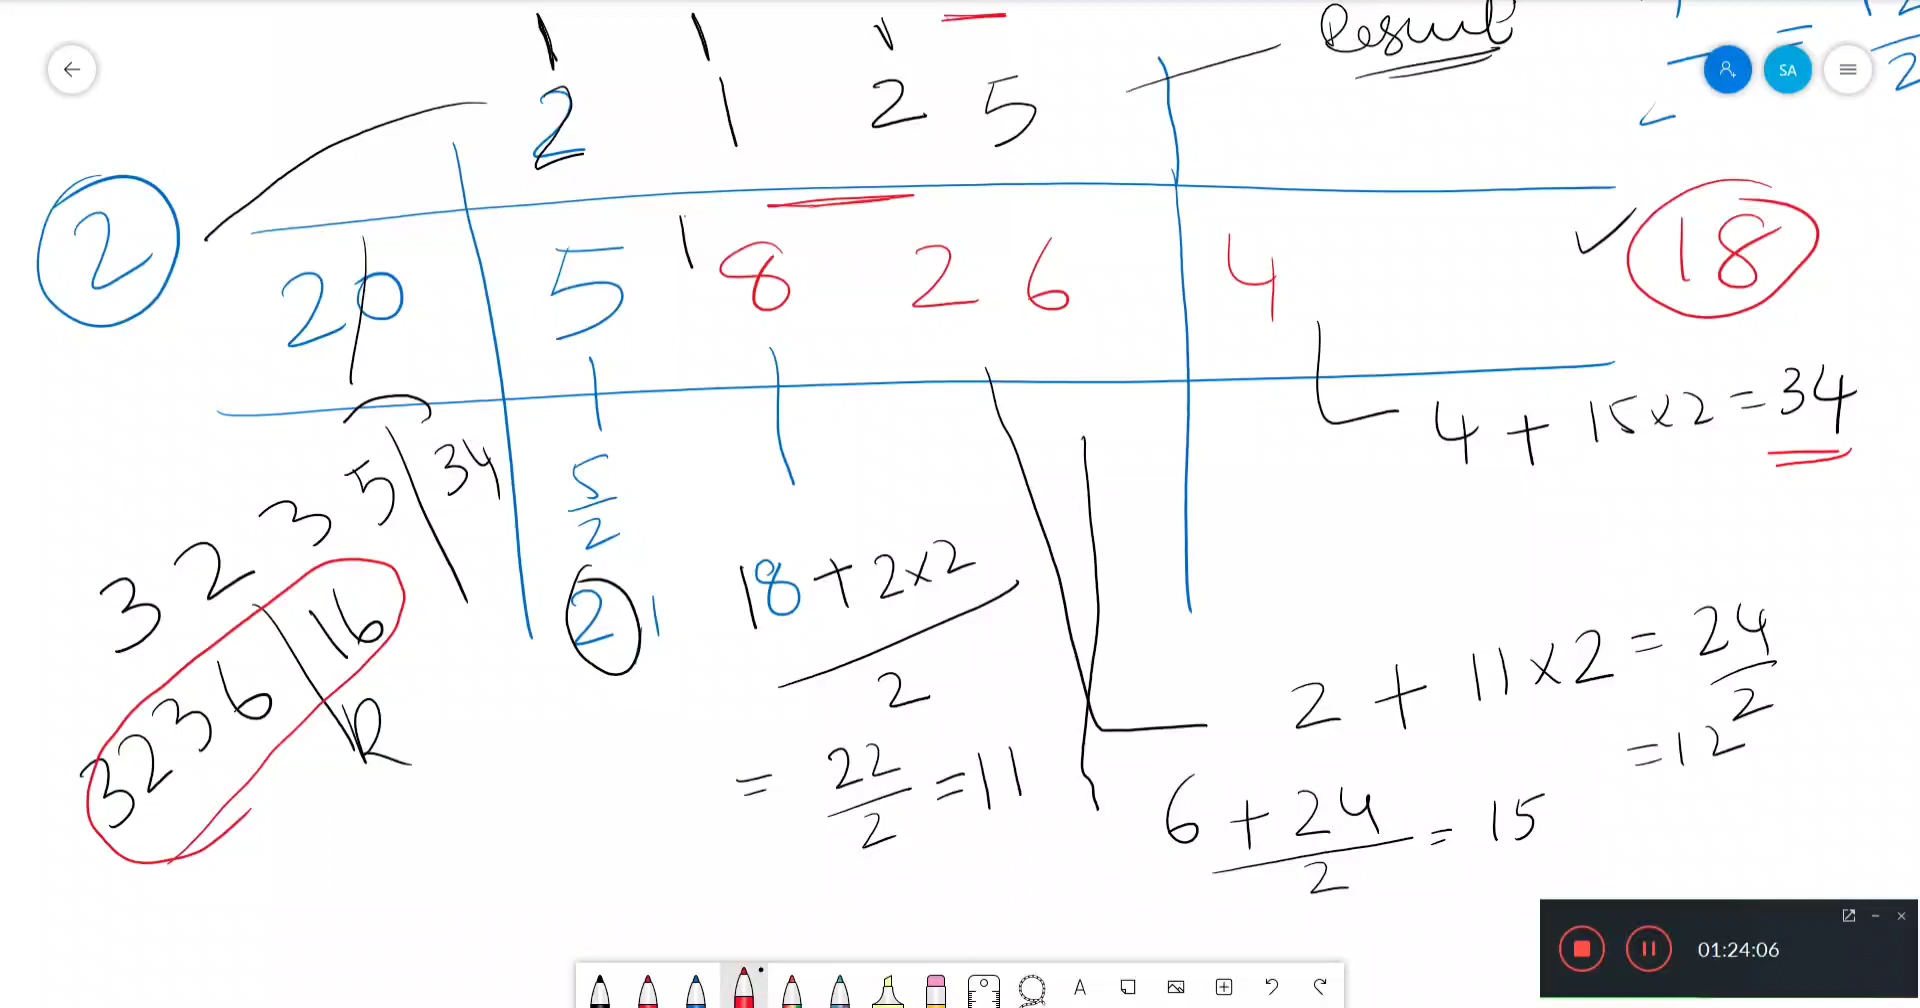 1 1 1
Result
2 1 2 5
SA
2
20 5 1 8 2 6 4
18
4 + 15×2 = 34
3 2 3 5 | 34
5/2
2 1
3236 | 16
R
18+2×2
2
= 22/2 = 11
2 + 11×2 = 24/2
= 12
6+24/2 = 15
01:24:06
A